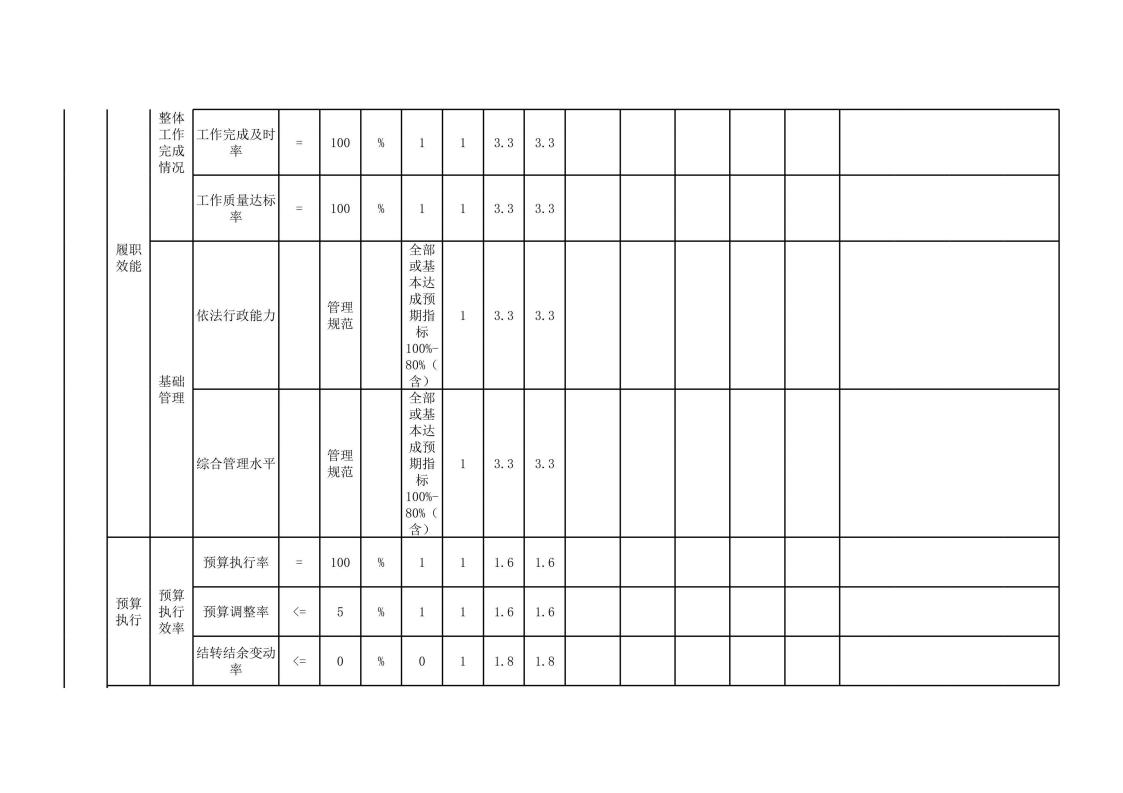 履职
效能
整体
工作
完成
情况
工作完成及时
率
=
100
%
1
1
3.3
3.3
工作质量达标
率
=
100
%
1
1
3.3
3.3
基础
管理
依法行政能力
管理
规范
全部
或基
本达
成预
期指
标
100%-
80%（
含）
1
3.3
3.3
综合管理水平
管理
规范
全部
或基
本达
成预
期指
标
100%-
80%（
含）
1
3.3
3.3
预算
执行
预算
执行
效率
预算执行率
=
100
%
1
1
1.6
1.6
预算调整率
<=
5
%
1
1
1.6
1.6
结转结余变动
率
<=
0
%
0
1
1.8
1.8